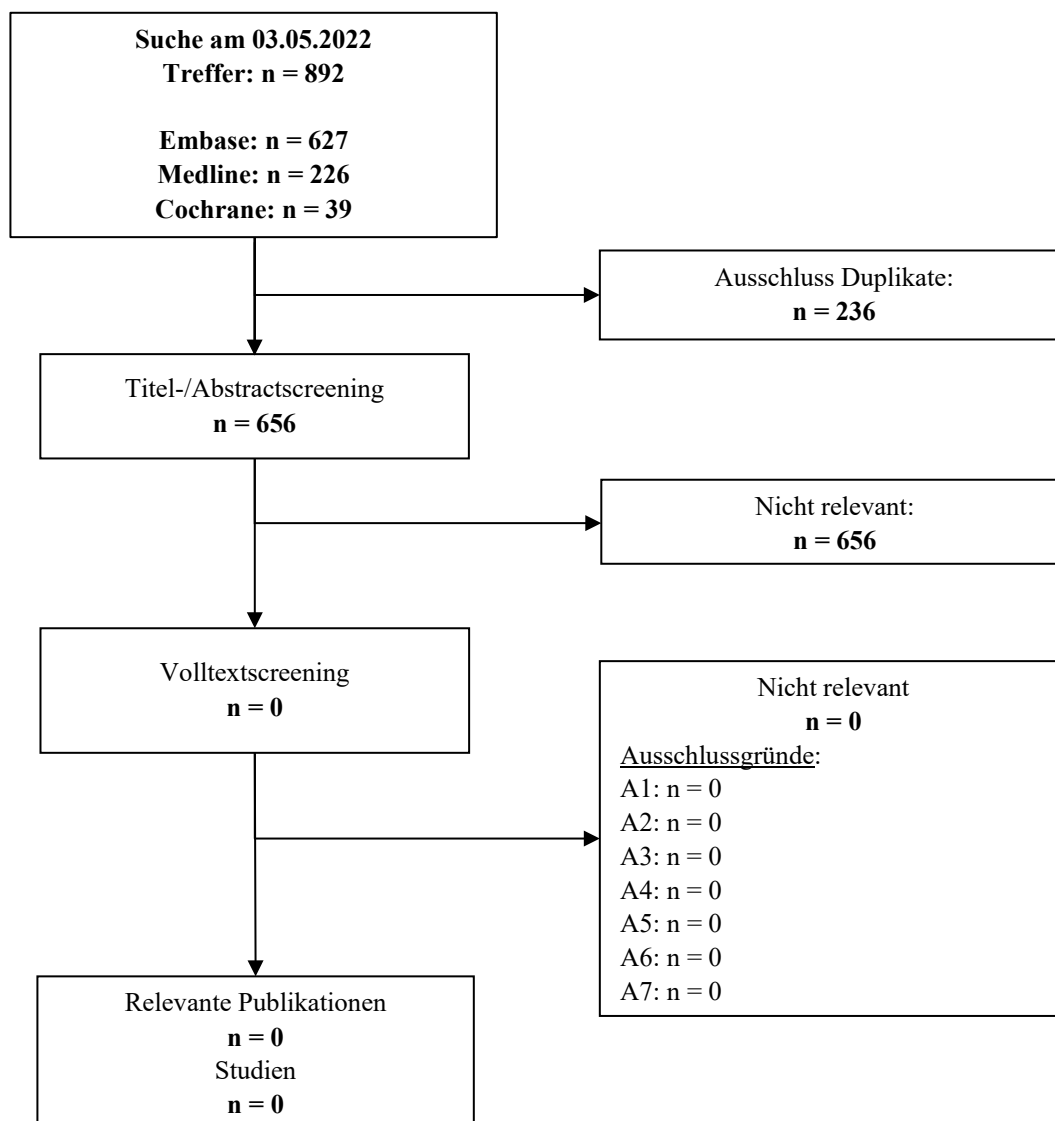 Suche am 03.05.2022
Treffer: n = 892
Embase: n = 627
Medline: n = 226
Cochrane: n = 39
Ausschluss Duplikate:
n = 236
Titel-/Abstractscreening
n = 656
Nicht relevant:
n = 656
Volltextscreening
n = 0
Nicht relevant
n = 0
Ausschlussgründe:
A1: n = 0
A2: n = 0
A3: n = 0
A4: n = 0
A5: n = 0
A6: n = 0
A7: n = 0
Relevante Publikationen
n = 0
Studien
n = 0